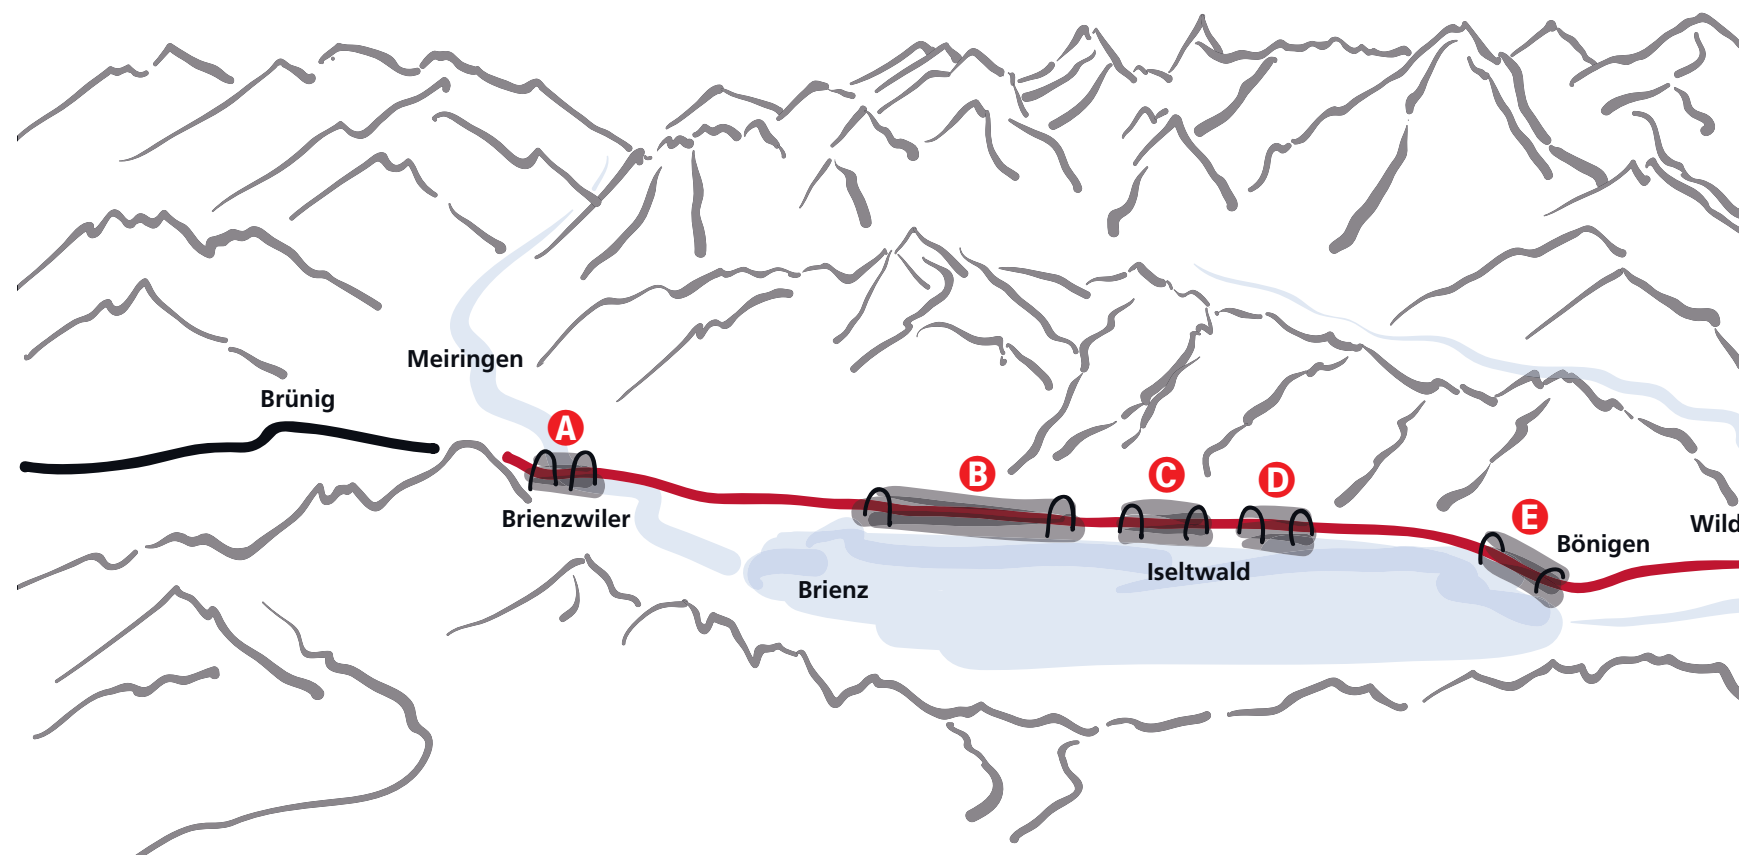 Meiringen
Brünig
A
Brienzwiler
B
C
D
E
Wild
Bönigen
Iseltwald
Brienz